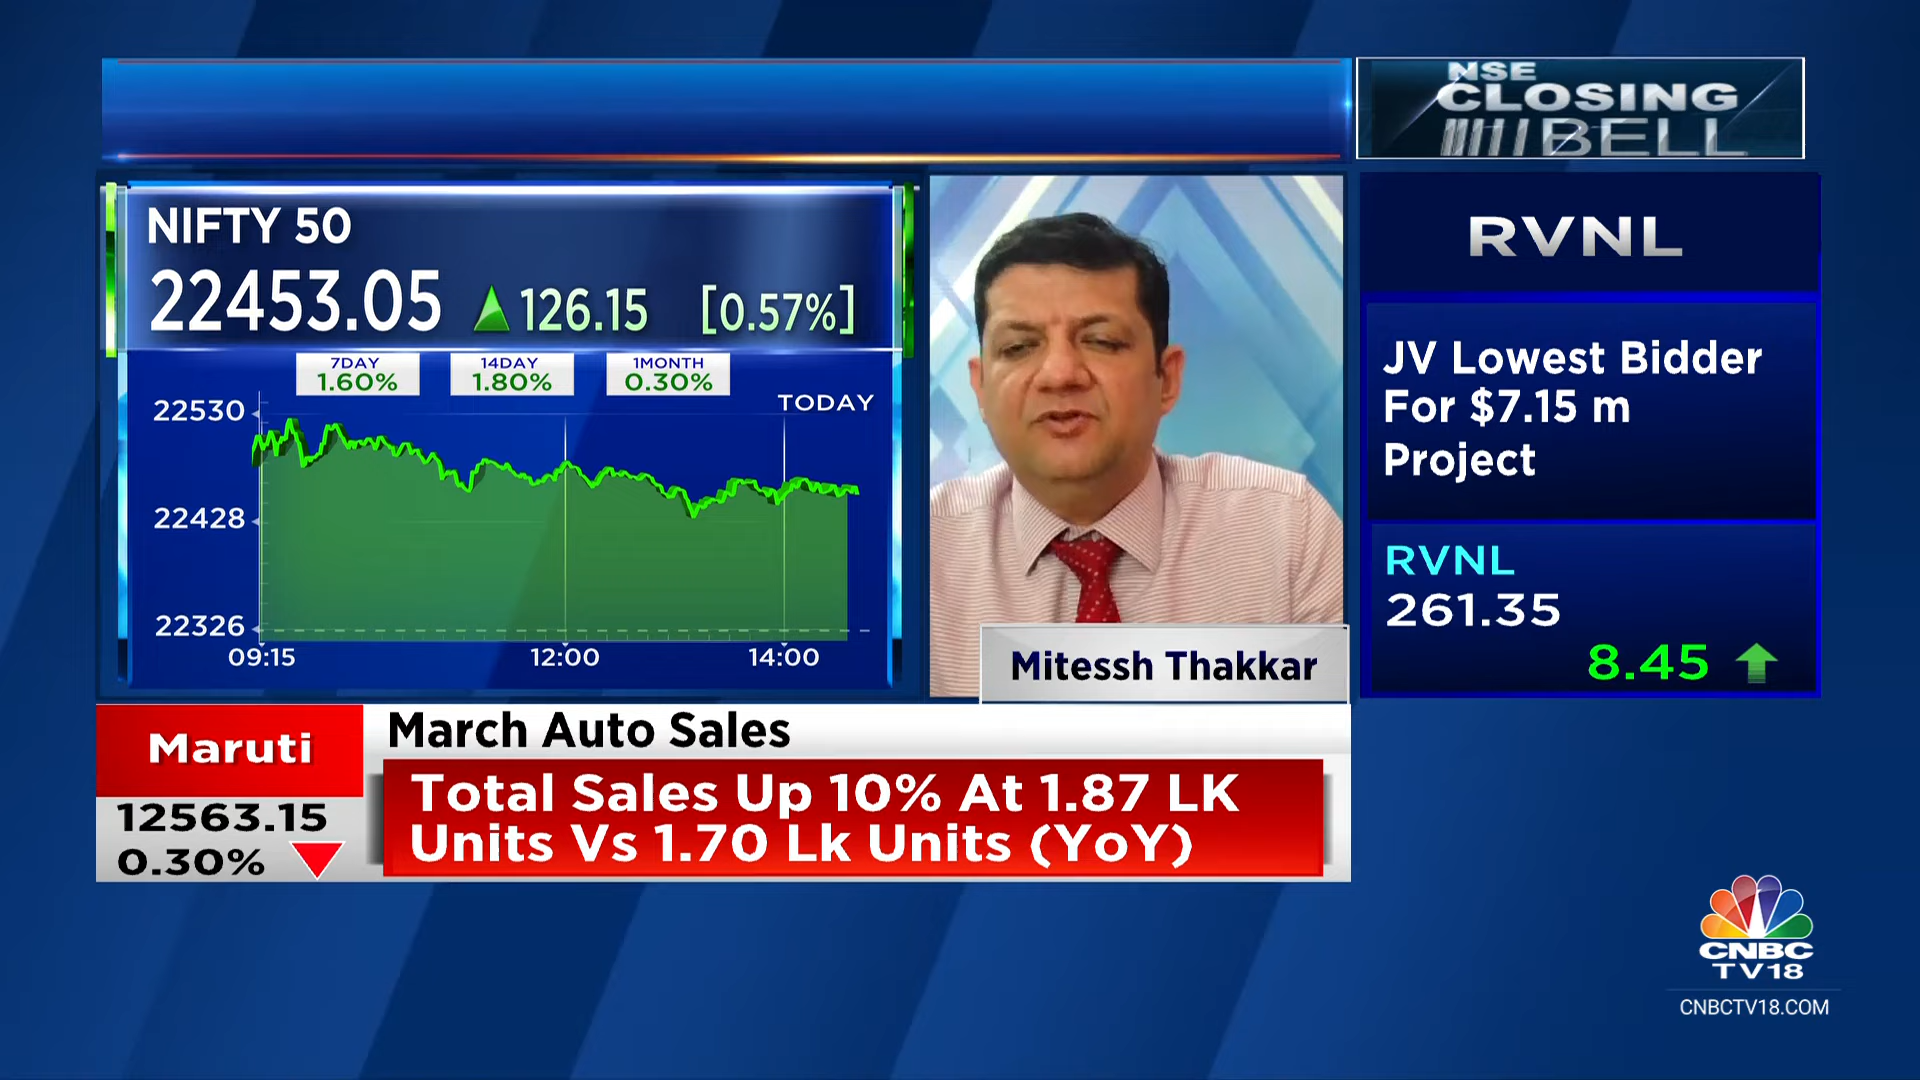 NSE
CLOSING
BELL
NIFTY 50
22453.05 ▲ 126.15 [0.57%]
7DAY
1.60%
14DAY
1.80%
1MONTH
0.30%
TODAY
22530
22428
22326
09:15 12:00 14:00
Mitessh Thakkar
RVNL
JV Lowest Bidder
For $7.15 m
Project
RVNL
261.35
8.45
Maruti
12563.15
0.30%
March Auto Sales
Total Sales Up 10% At 1.87 LK
Units Vs 1.70 Lk Units (YoY)
CNBC
TV18
CNBCTV18.COM